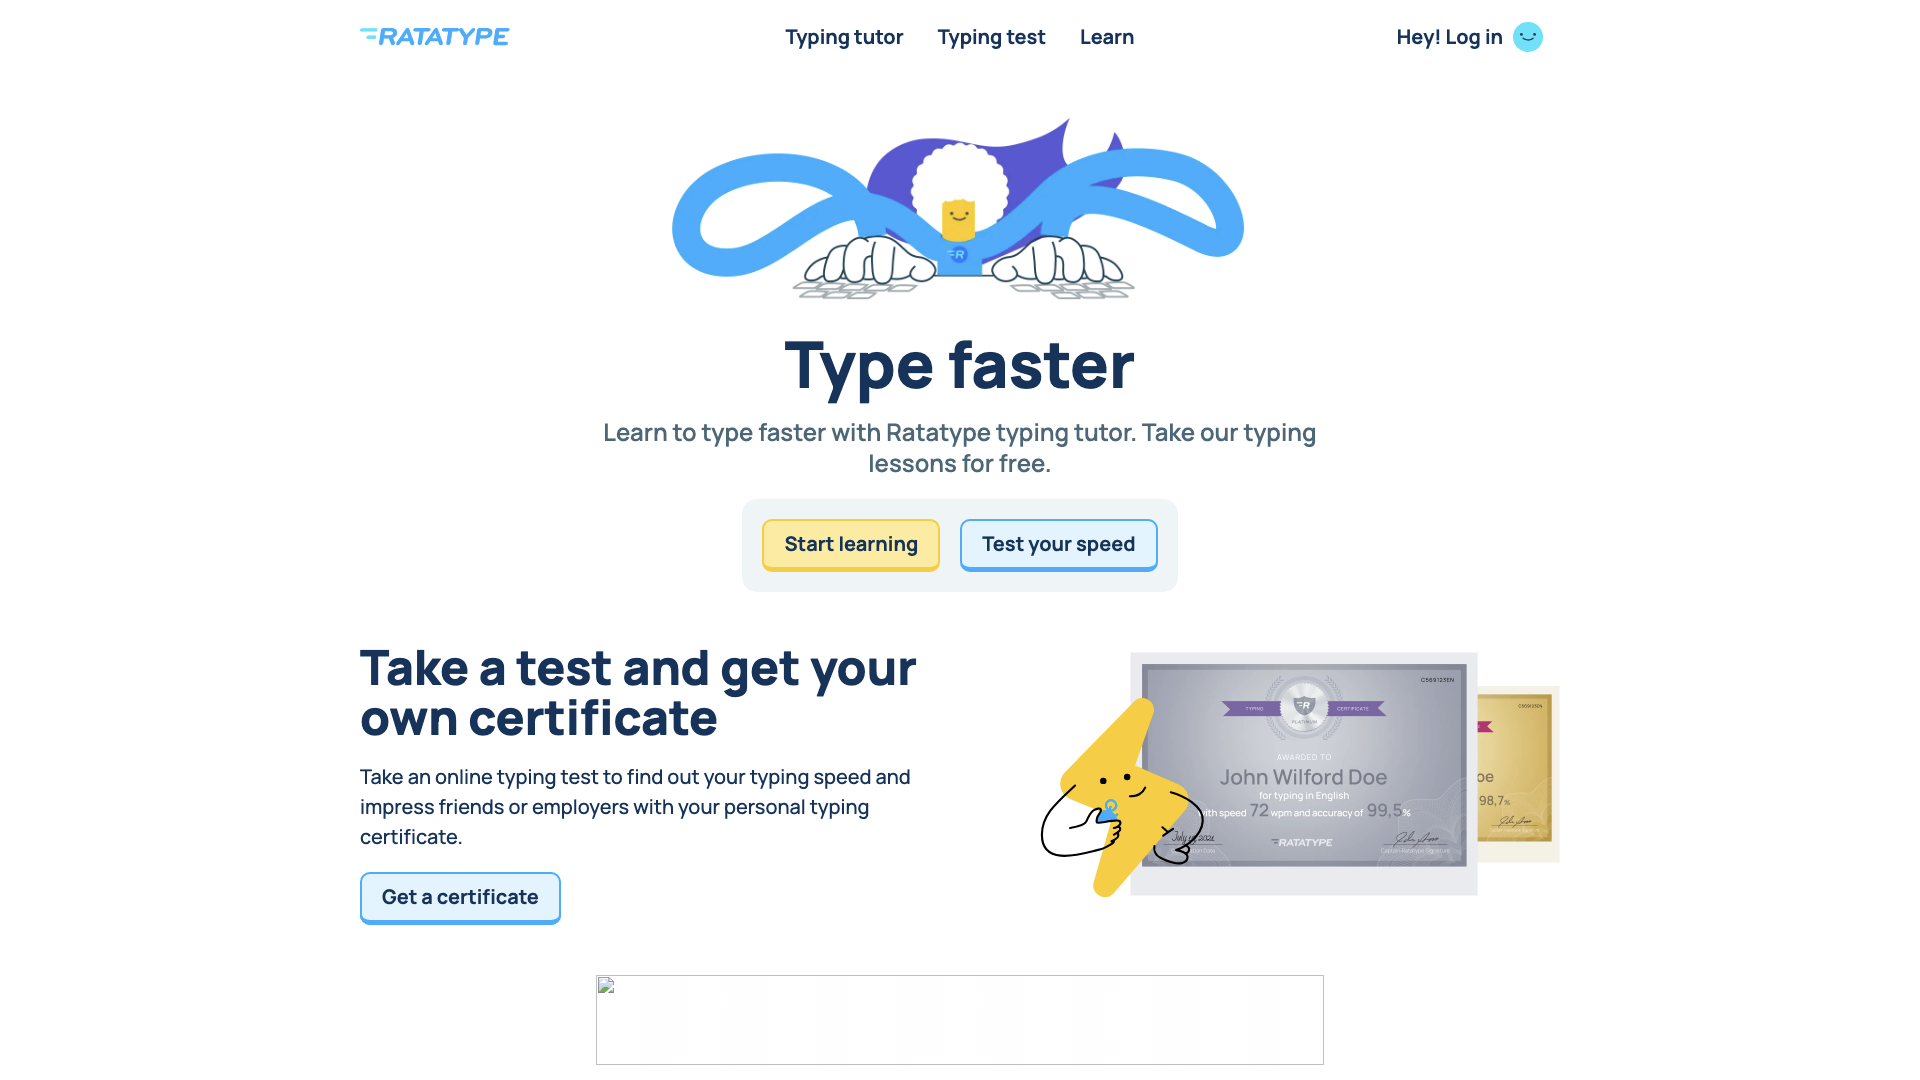 RATATYPE
Typing tutor
Typing test
Learn
Hey! Log in
R
Type faster
Learn to type faster with Ratatype typing tutor. Take our typing
lessons for free.
Start learning
Test your speed
Take a test and get your
own certificate
Take an online typing test to find out your typing speed and
impress friends or employers with your personal typing
certificate.
Get a certificate
C569123EN
TYPING
R
CERTIFICATE
PLATINUM
AWARDED TO
John Wilford Doe
for typing in English
with speed 72 wpm and accuracy of 99,5%
RATATYPE
Captain Ratatype Signature
C569123EN
oe
98,7%